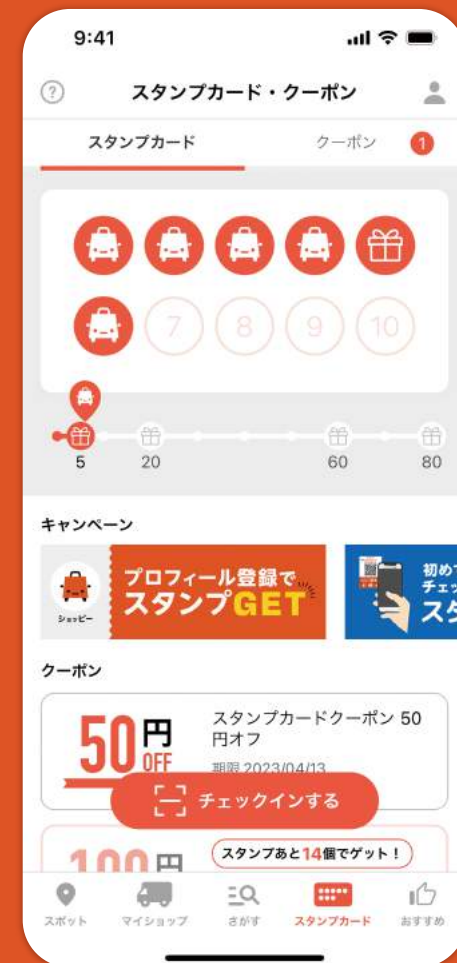 9:41
スタンプカード・クーポン
スタンプカード
クーポン
1
7
8
9
10
5
20
60
80
キャンペーン
ショッピー
プロフィール登録で
スタンプGET
初めて
チェッ
スタ
クーポン
50円
OFF
スタンプカードクーポン 50
円オフ
期限 2023/04/13
チェックインする
100円
スタンプあと14個でゲット!
スポット
マイショップ
さがす
スタンプカード
おすすめ